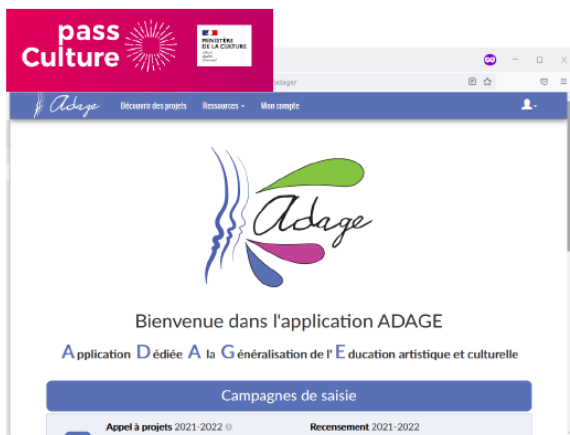 pass
Culture
MINISTÈRE
DE LA CULTURE
adage/
Adage
Découvrir des projets Ressources Mon compte
Adage
Bienvenue dans l'application ADAGE
Application Dédiée A la Généralisation de l' Education artistique et culturelle
Campagnes de saisie
Appel à projets 2021-2022 Recensement 2021-2022